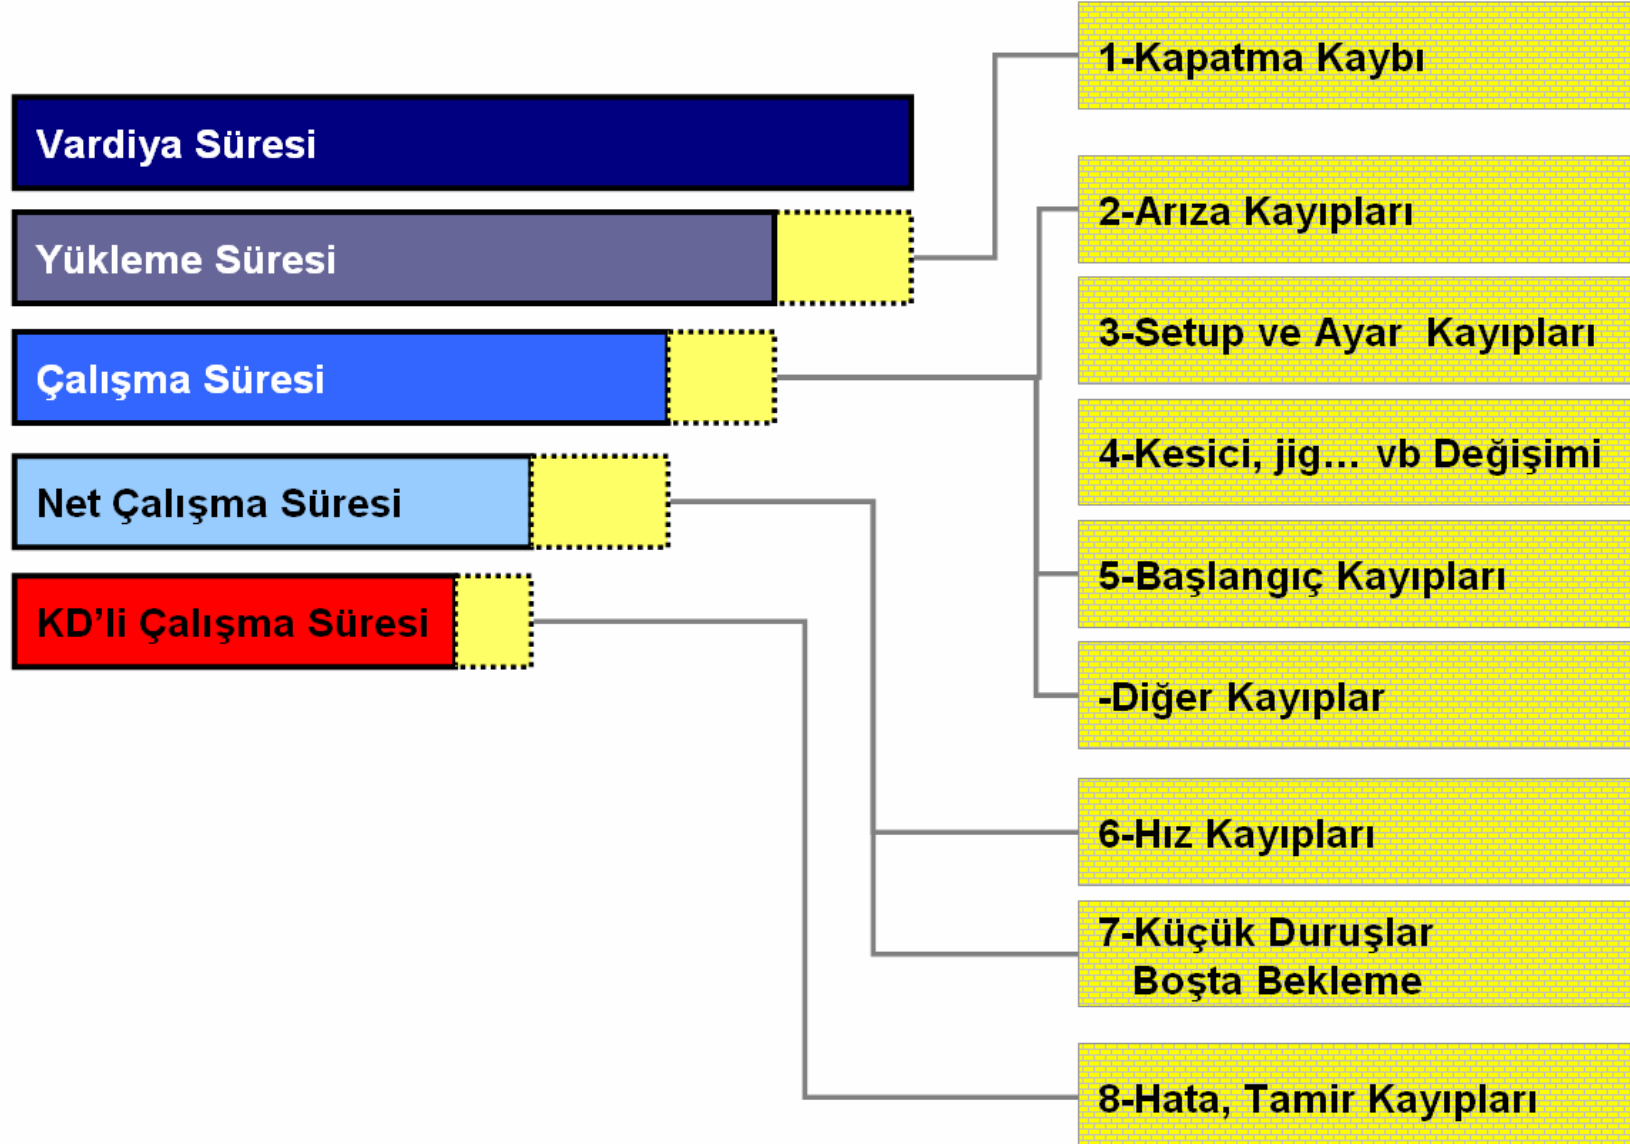 Vardiya Süresi
Yükleme Süresi
Çalışma Süresi
Net Çalışma Süresi
KD'li Çalışma Süresi
1-Kapatma Kaybı
2-Arıza Kayıpları
3-Setup ve Ayar  Kayıpları
4-Kesici, jig... vb Değişimi
5-Başlangıç Kayıpları
-Diğer Kayıplar
6-Hız Kayıpları
7-Küçük Duruşlar
Boşta Bekleme
8-Hata, Tamir Kayıpları